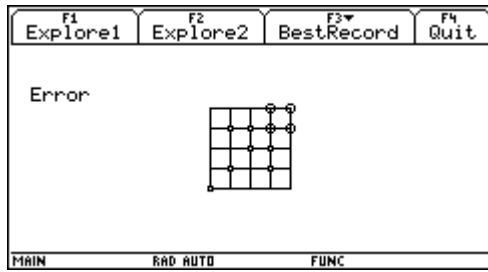 F1 F2 F3▼ F4
Explore1 Explore2 BestRecord Quit
Error
MAIN RAD AUTO FUNC